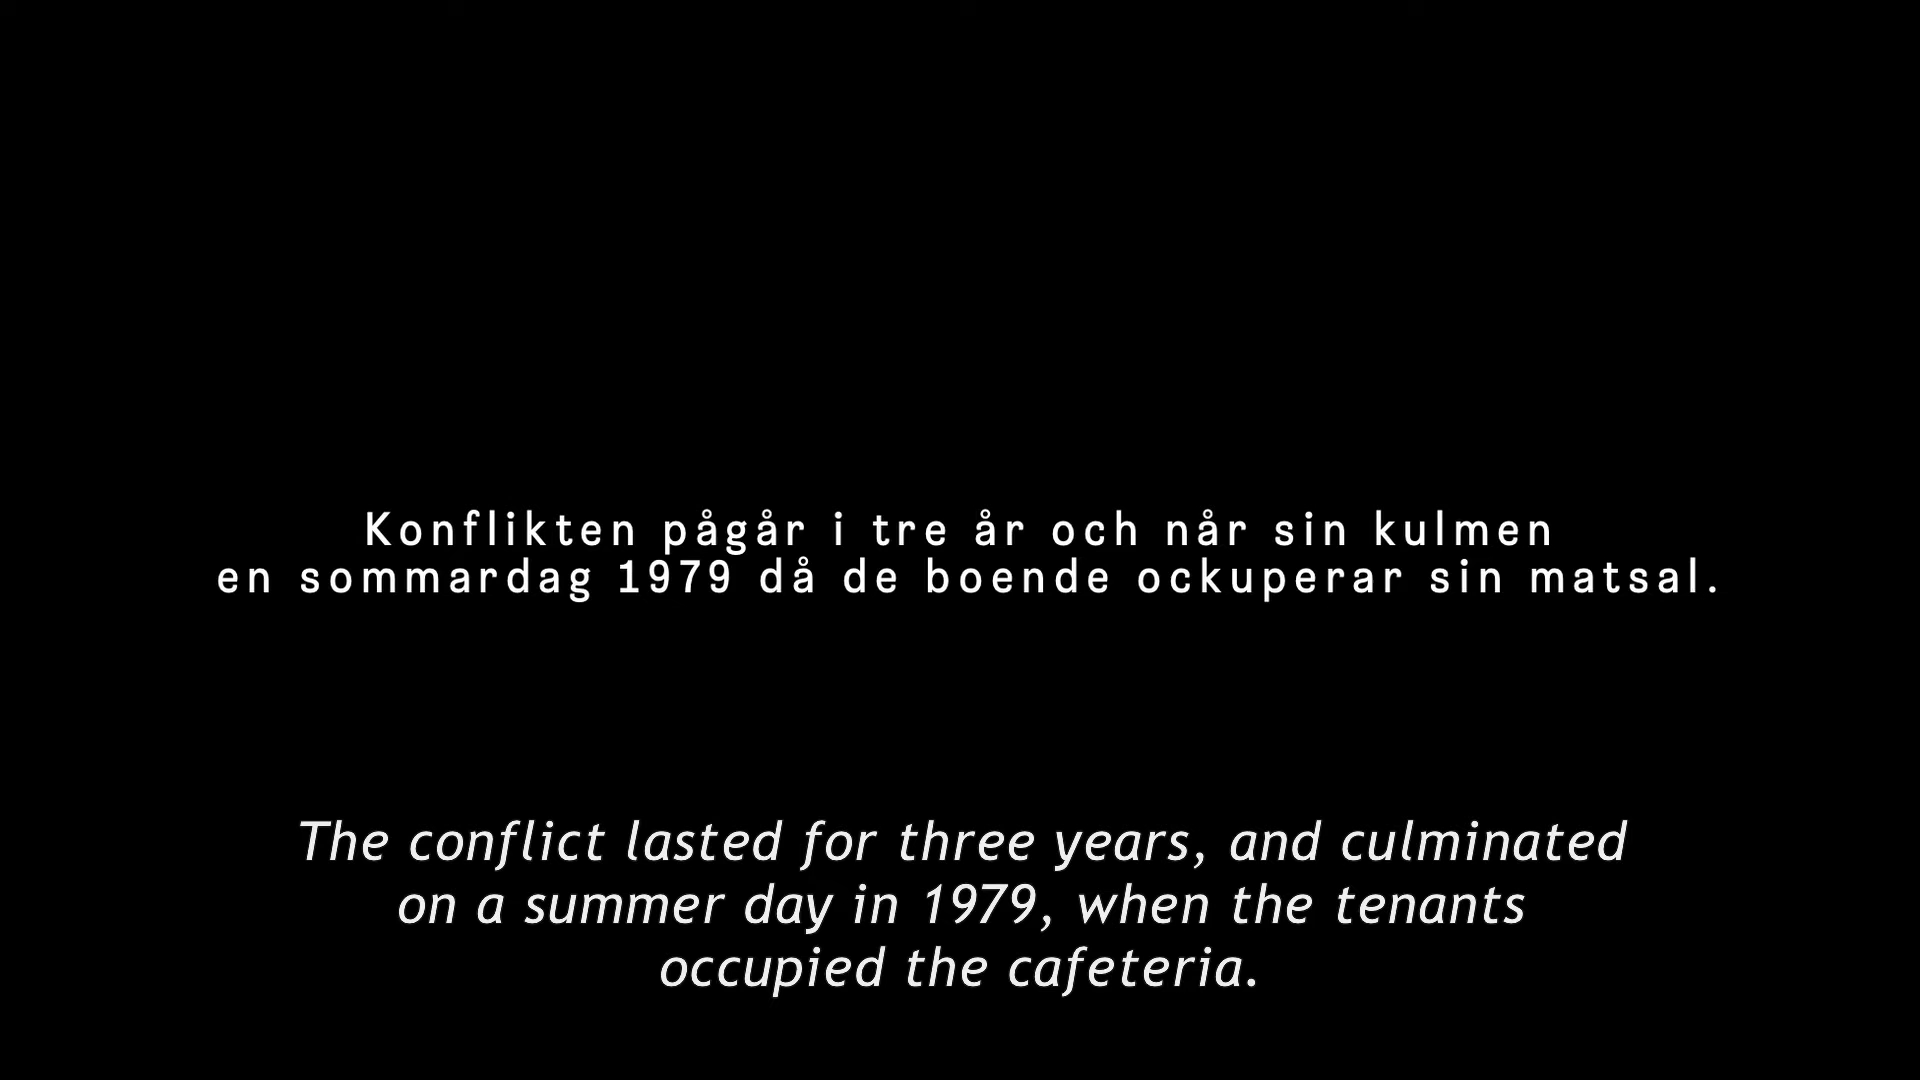 Konflikten pågår i tre år och når sin kulmen
en sommardag 1979 då de boende ockuperar sin matsal.
The conflict lasted for three years, and culminated
on a summer day in 1979, when the tenants
occupied the cafeteria.